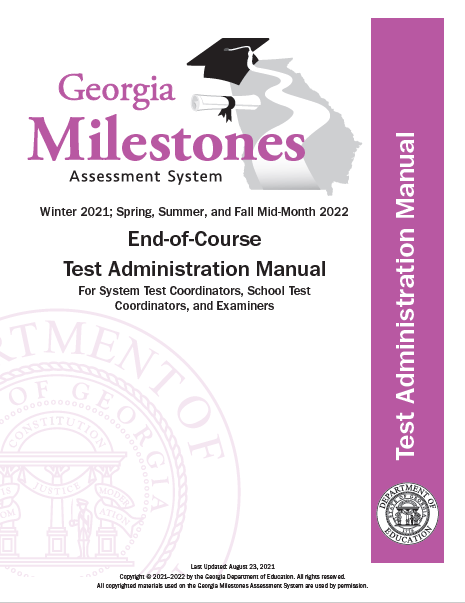 Georgia
Milestones
Assessment System
Winter 2021; Spring, Summer, and Fall Mid-Month 2022
End-of-Course
Test Administration Manual
For System Test Coordinators, School Test
Coordinators, and Examiners
Test Administration Manual
DEPARTMENT OF
EDUCATION
DEPARTMENT OF
OF GEORGIA
CONSTITUTION
JUSTICE
MODERATION
Last Updated: August 23, 2021
Copyright © 2021–2022 by the Georgia Department of Education. All rights reserved.
All copyrighted materials used on the Georgia Milestones Assessment System are used by permission.